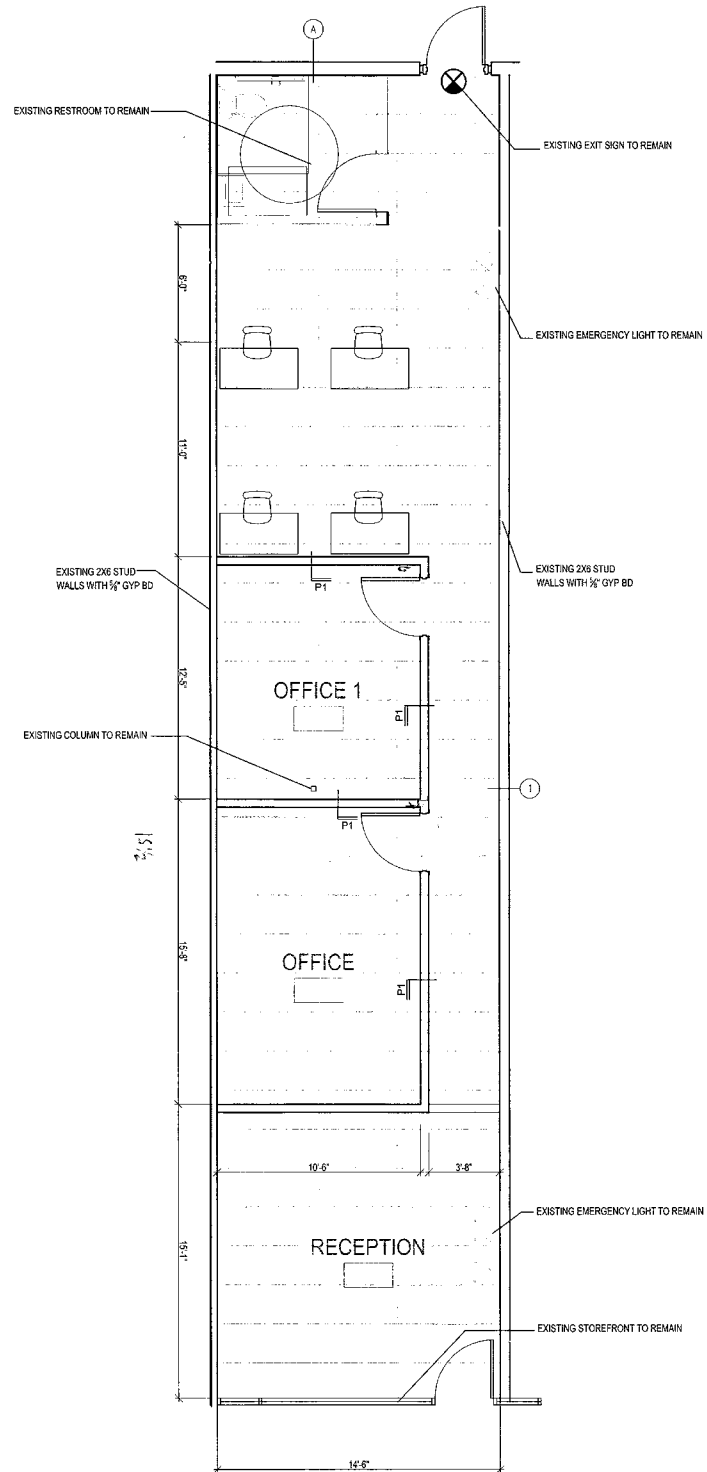 A
EXISTING RESTROOM TO REMAIN
EXISTING EXIT SIGN TO REMAIN
6'-0"
EXISTING EMERGENCY LIGHT TO REMAIN
11'-0"
EXISTING 2X6 STUD
WALLS WITH ⅝" GYP BD
EXISTING 2X6 STUD
WALLS WITH ⅝" GYP BD
P1
12'-5"
OFFICE 1
P1
EXISTING COLUMN TO REMAIN
1
P1
15'-8"
OFFICE
P1
10'-6"
3'-8"
EXISTING EMERGENCY LIGHT TO REMAIN
RECEPTION
15'-1"
EXISTING STOREFRONT TO REMAIN
14'-6"